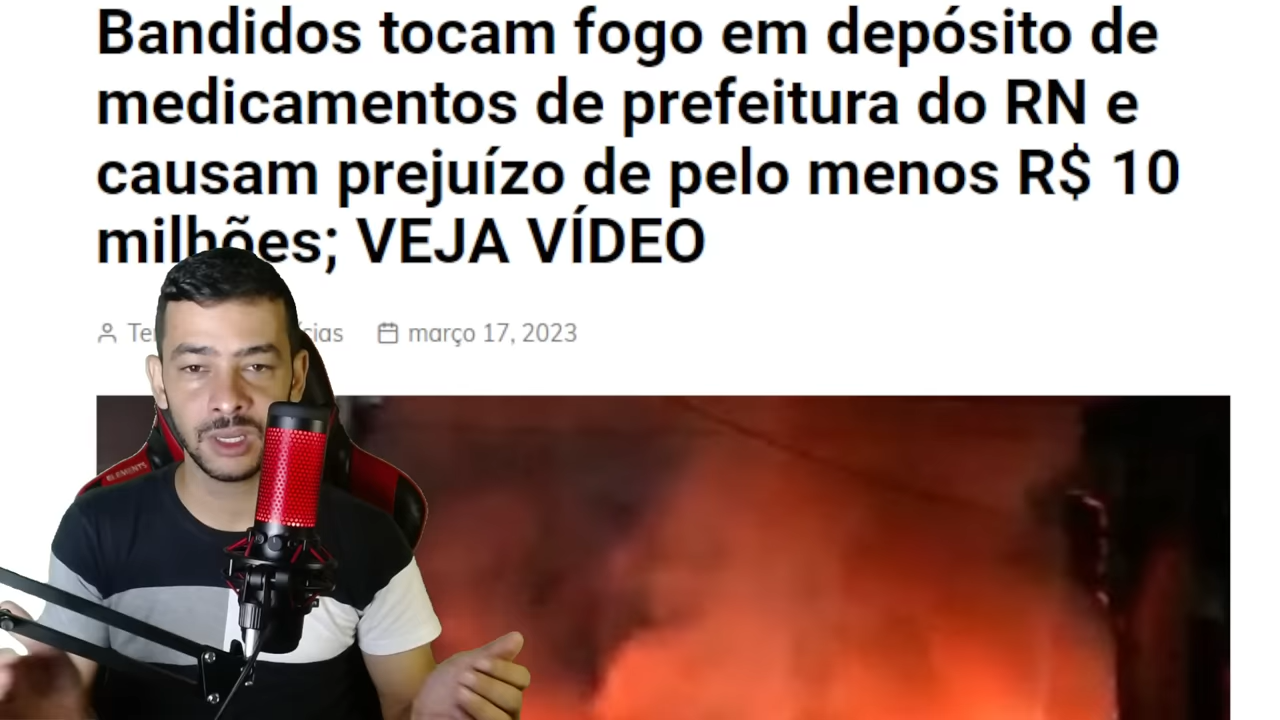 Bandidos tocam fogo em depósito de
medicamentos de prefeitura do RN e
causam prejuízo de pelo menos R$ 10
milhões; VEJA VÍDEO
março 17, 2023
ELEMENTS